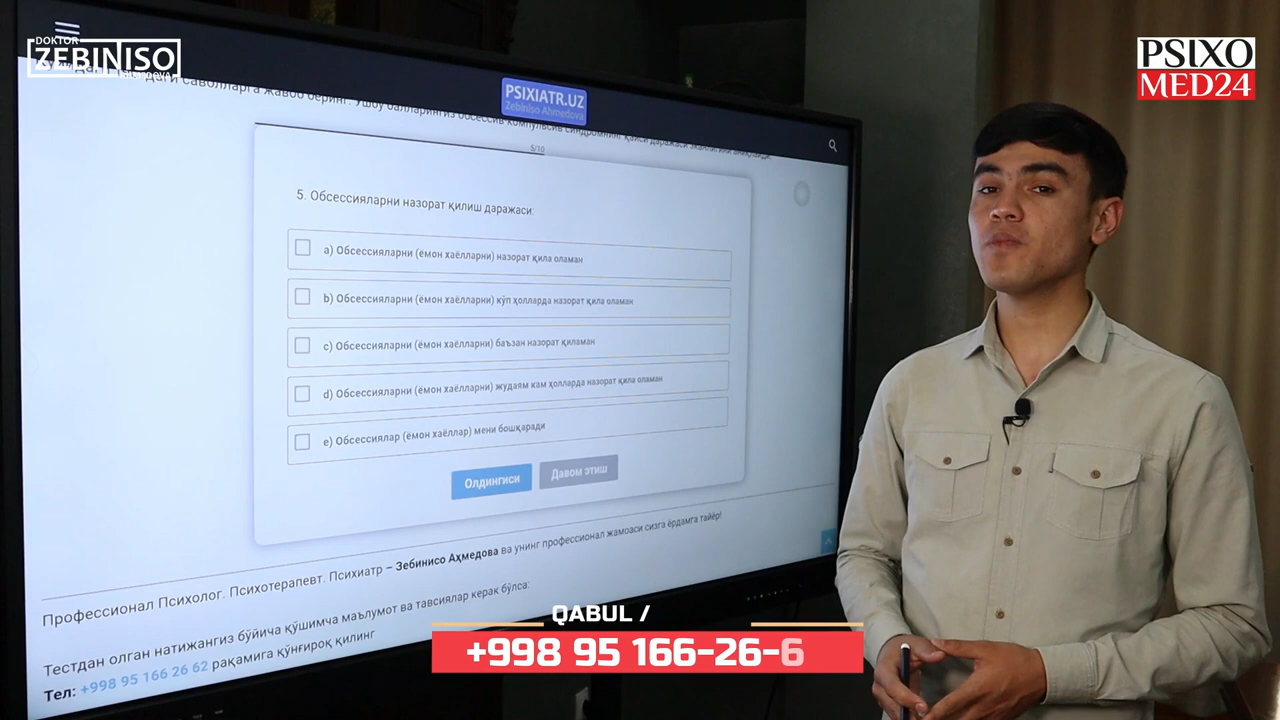 DOKTOR
ZEBINISO
PSIXO
MED24
PSIXIATR.UZ
Zebiniso Ahmedova
саволларга жавоб беринг. Ушбу
5/10
5. Обсессияларни назорат қилиш даражаси:
a) Обсессияларни (ёмон хаёлларни) назорат қила оламан
b) Обсессияларни (ёмон хаёлларни) кўп ҳолларда назорат қила оламан
c) Обсессияларни (ёмон хаёлларни) баъзан назорат қиламан
d) Обсессияларни (ёмон хаёлларни) жудаям кам ҳолларда назорат қила оламан
e) Обсессиялар (ёмон хаёллар) мени бошқаради
Олдингиси
Давом этиш
Профессионал Психолог. Психотерапевт. Психиатр – Зебинисо Аҳмедова ва унинг профессионал жамоаси сизга ёрдамга тайёр!
Тестдан олган натижангиз бўйича қўшимча маълумот ва тавсиялар керак бўлса:
Тел: +998 95 166 26 62 рақамига қўнғироқ қилинг
QABUL /
+998 95 166-26-6